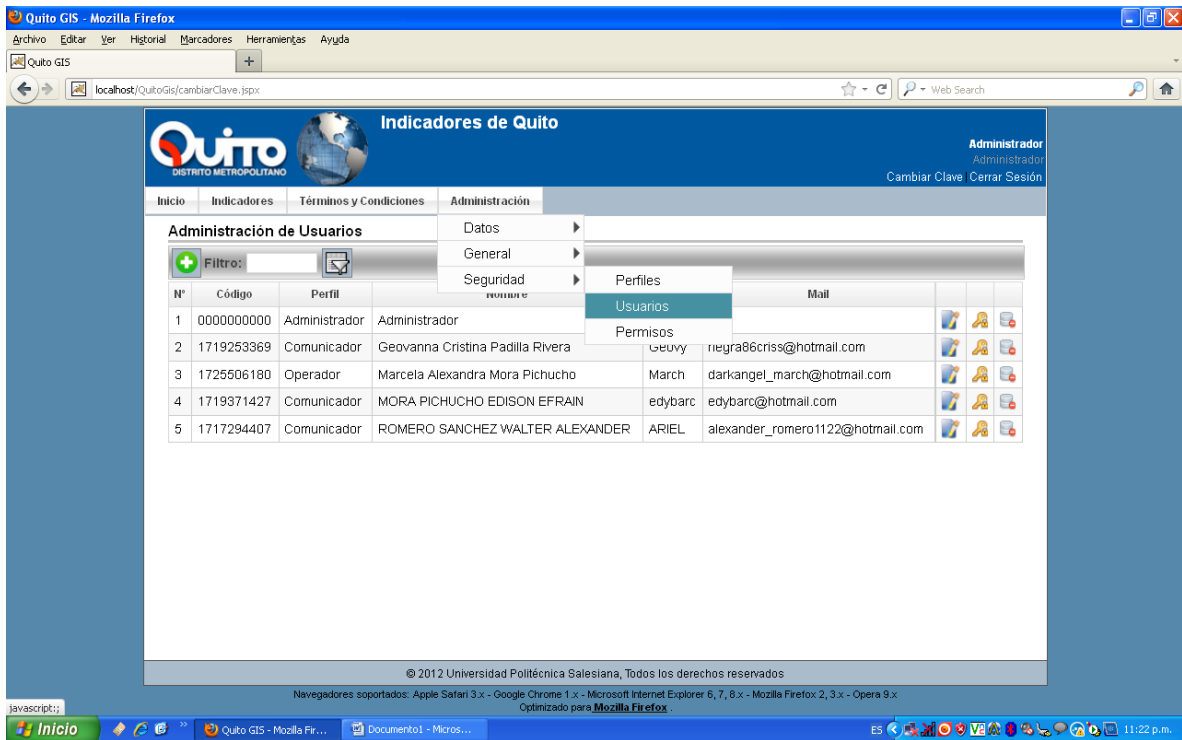 Quito GIS - Mozilla Firefox
Archivo Editar Ver Historial Marcadores Herramientas Ayuda
Quito GIS
localhost/QuitoGis/cambiarClave.jspx
Web Search
QUITO
DISTRITO METROPOLITANO
Indicadores de Quito
Administrador
Administrador
Cambiar Clave Cerrar Sesión
Inicio Indicadores Términos y Condiciones Administración
Datos
General
Seguridad
Perfiles
Usuarios
Permisos
Administración de Usuarios
Filtro:
N° Código Perfil Nombre Mail
1 0000000000 Administrador Administrador
2 1719253369 Comunicador Geovanna Cristina Padilla Rivera Geovy negra86criss@hotmail.com
3 1725506180 Operador Marcela Alexandra Mora Pichucho March darkangel_march@hotmail.com
4 1719371427 Comunicador MORA PICHUCHO EDISON EFRAIN edybarc edybarc@hotmail.com
5 1717294407 Comunicador ROMERO SANCHEZ WALTER ALEXANDER ARIEL alexander_romero1122@hotmail.com
© 2012 Universidad Politécnica Salesiana, Todos los derechos reservados
Navegadores soportados: Apple Safari 3.x - Google Chrome 1.x - Microsoft Internet Explorer 6, 7, 8.x - Mozilla Firefox 2, 3.x - Opera 9.x
Optimizado para Mozilla Firefox .
javascript:;
Inicio Quito GIS - Mozilla Fir... Documento1 - Micros... ES 11:22 p.m.